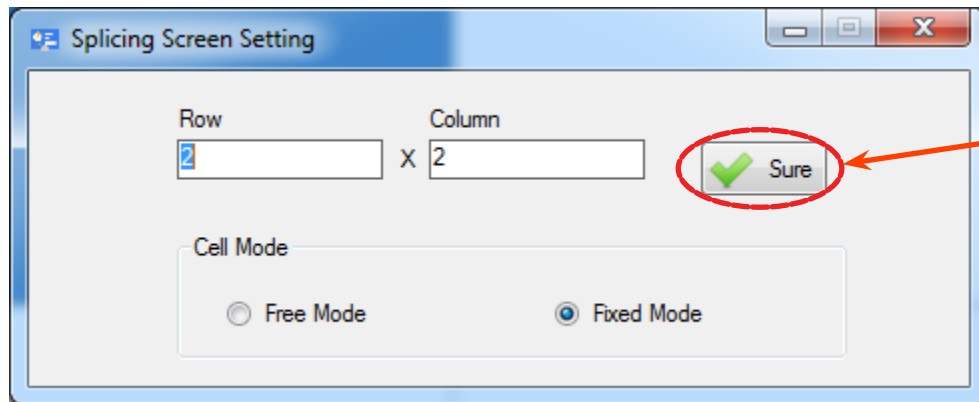 Splicing Screen Setting
Row Column
2 X 2
Sure
Cell Mode
Free Mode Fixed Mode